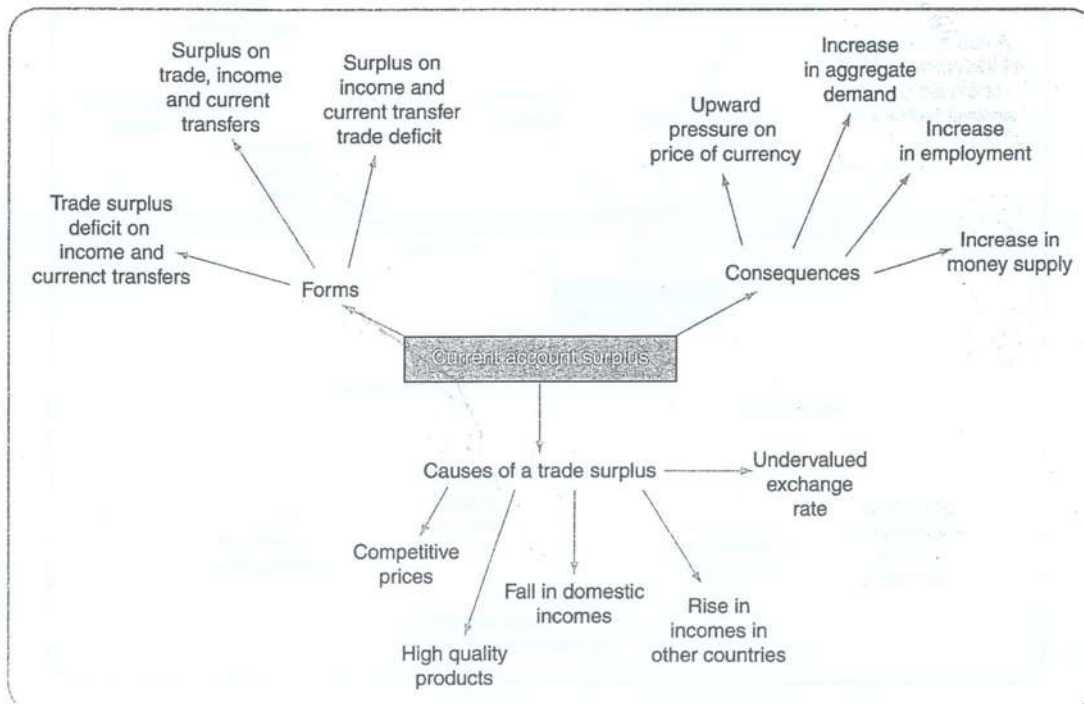 Surplus on
trade, income
and current
transfers
Surplus on
income and
current transfer
trade deficit
Trade surplus
deficit on
income and
currenct transfers
Forms
Increase
in aggregate
demand
Upward
pressure on
price of currency
Increase
in employment
Increase in
money supply
Consequences
Current account surplus
Causes of a trade surplus
Undervalued
exchange
rate
Competitive
prices
High quality
products
Fall in domestic
incomes
Rise in
incomes in
other countries